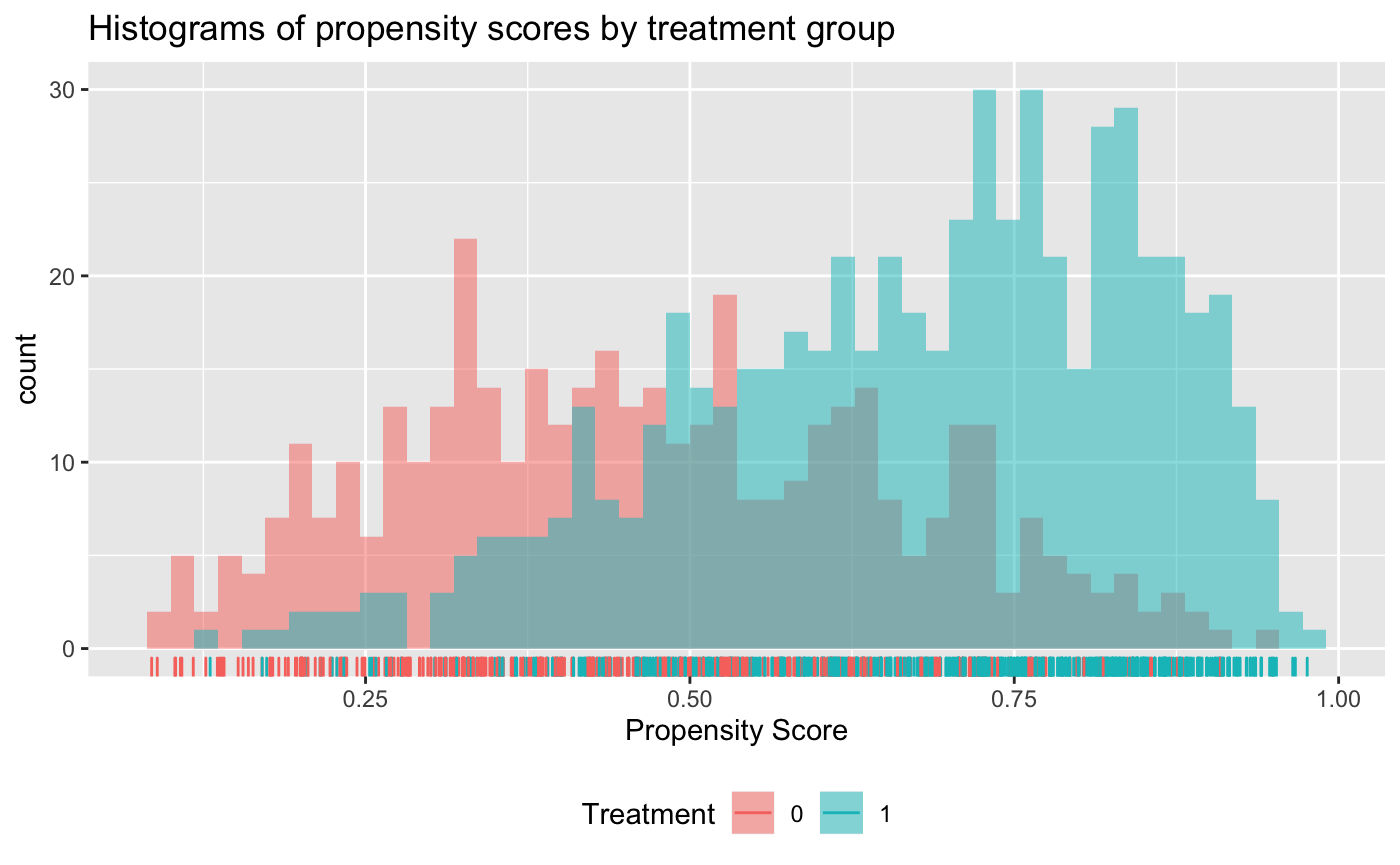 Histograms of propensity scores by treatment group
30
20
10
0
count
0.25 0.50 0.75 1.00
Propensity Score
Treatment 0 1